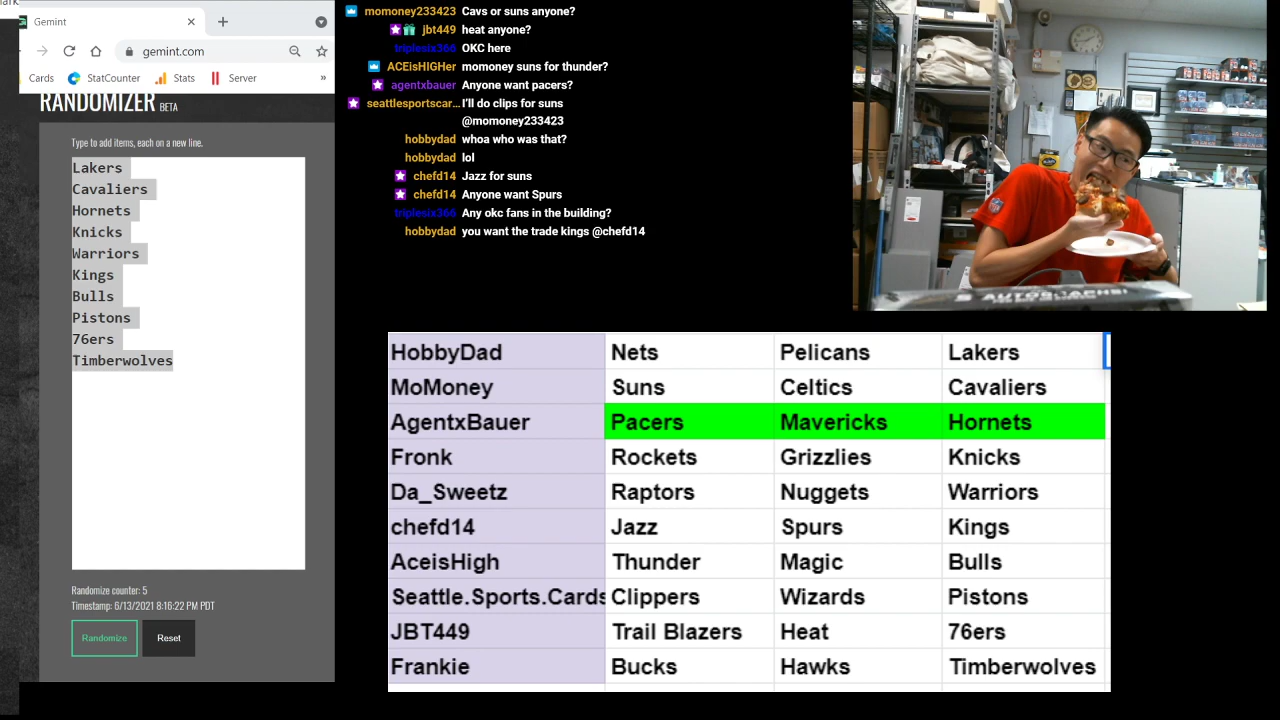 Gemint
gemint.com
Cards StatCounter Stats Server »
RANDOMIZER BETA
Type to add items, each on a new line.
Lakers
Cavaliers
Hornets
Knicks
Warriors
Kings
Bulls
Pistons
76ers
Timberwolves
Randomize counter: 5
Timestamp: 6/13/2021 8:16:22 PM PDT
Randomize Reset
momoney233423 Cavs or suns anyone?
jbt449 heat anyone?
triplesix366 OKC here
ACEisHIGHer momoney suns for thunder?
agentxbauer Anyone want pacers?
seattlesportscar... I'll do clips for suns
@momoney233423
hobbydad whoa who was that?
hobbydad lol
chefd14 Jazz for suns
chefd14 Anyone want Spurs
triplesix366 Any okc fans in the building?
hobbydad you want the trade kings @chefd14
HobbyDad Nets Pelicans Lakers
MoMoney Suns Celtics Cavaliers
AgentxBauer Pacers Mavericks Hornets
Fronk Rockets Grizzlies Knicks
Da_Sweetz Raptors Nuggets Warriors
chefd14 Jazz Spurs Kings
AceisHigh Thunder Magic Bulls
Seattle.Sports.Cards Clippers Wizards Pistons
JBT449 Trail Blazers Heat 76ers
Frankie Bucks Hawks Timberwolves